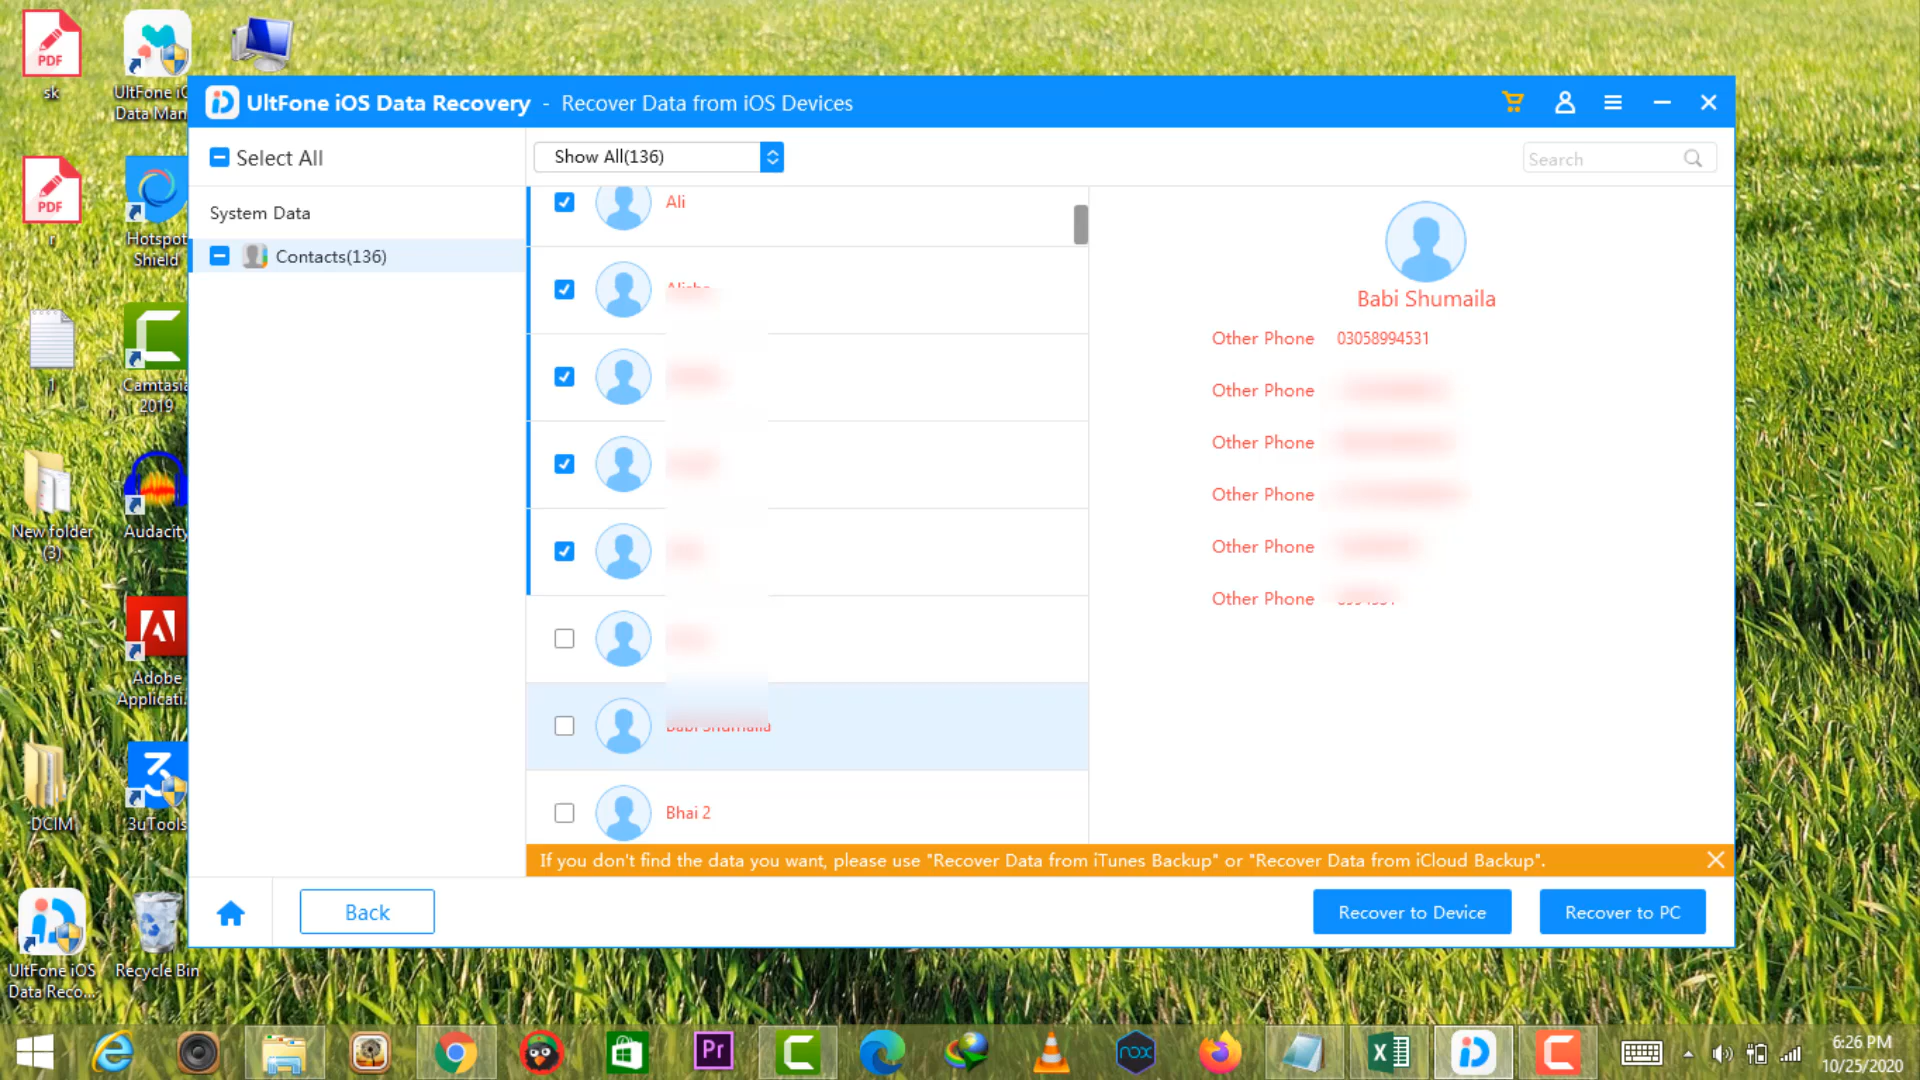 sk
UltFone iO
Data Man
PDF
UltFone iOS Data Recovery - Recover Data from iOS Devices
Select All
Show All(136)
Search
System Data
Contacts(136)
Ali
Babi Shumaila
Other Phone 03058994531
Other Phone
Other Phone
Other Phone
Other Phone
Other Phone
Babi Shumaila
Bhai 2
If you don't find the data you want, please use "Recover Data from iTunes Backup" or "Recover Data from iCloud Backup".
Back
Recover to Device
Recover to PC
PDF
r
Hotspot
Shield
1
Camtasia
2019
New folder
(3)
Audacity
Adobe
Applicati...
DCIM
3uTools
UltFone iOS
Data Reco...
Recycle Bin
Pr
nox
6:26 PM
10/25/2020